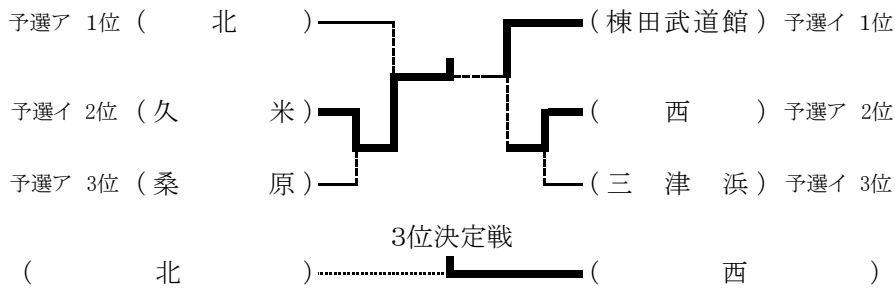 予選ア 1位 ( 北 ) ( 棟田武道館 ) 予選イ 1位
予選イ 2位 ( 久 米 ) ( 西 ) 予選ア 2位
予選ア 3位 ( 桑 原 ) ( 三 津 浜 ) 予選イ 3位
3位決定戦
( 北 ) ( 西 )